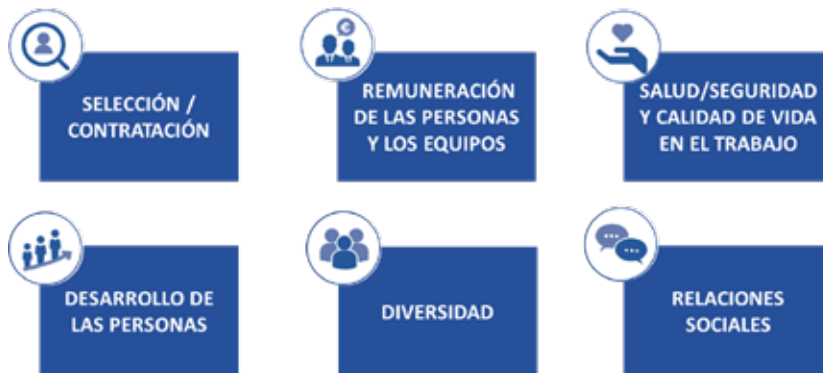 SELECCIÓN /
CONTRATACIÓN
REMUNERACIÓN
DE LAS PERSONAS
Y LOS EQUIPOS
SALUD/SEGURIDAD
Y CALIDAD DE VIDA
EN EL TRABAJO
DESARROLLO DE
LAS PERSONAS
DIVERSIDAD
RELACIONES
SOCIALES